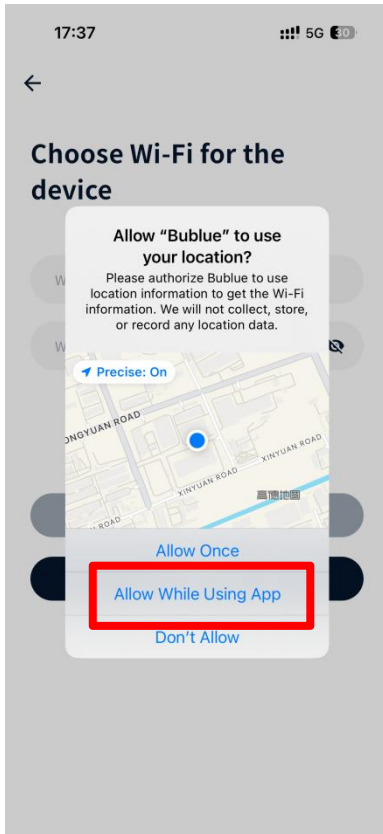 17:37 5G 30
Choose Wi-Fi for the
device
Allow “Bublue” to use
your location?
Please authorize Bublue to use
location information to get the Wi-Fi
information. We will not collect, store,
or record any location data.
W
W
Precise: On
ONGYUAN ROAD
XINYUAN ROAD
XINYUAN ROAD
高德地图
ROAD
Allow Once
Allow While Using App
Don’t Allow